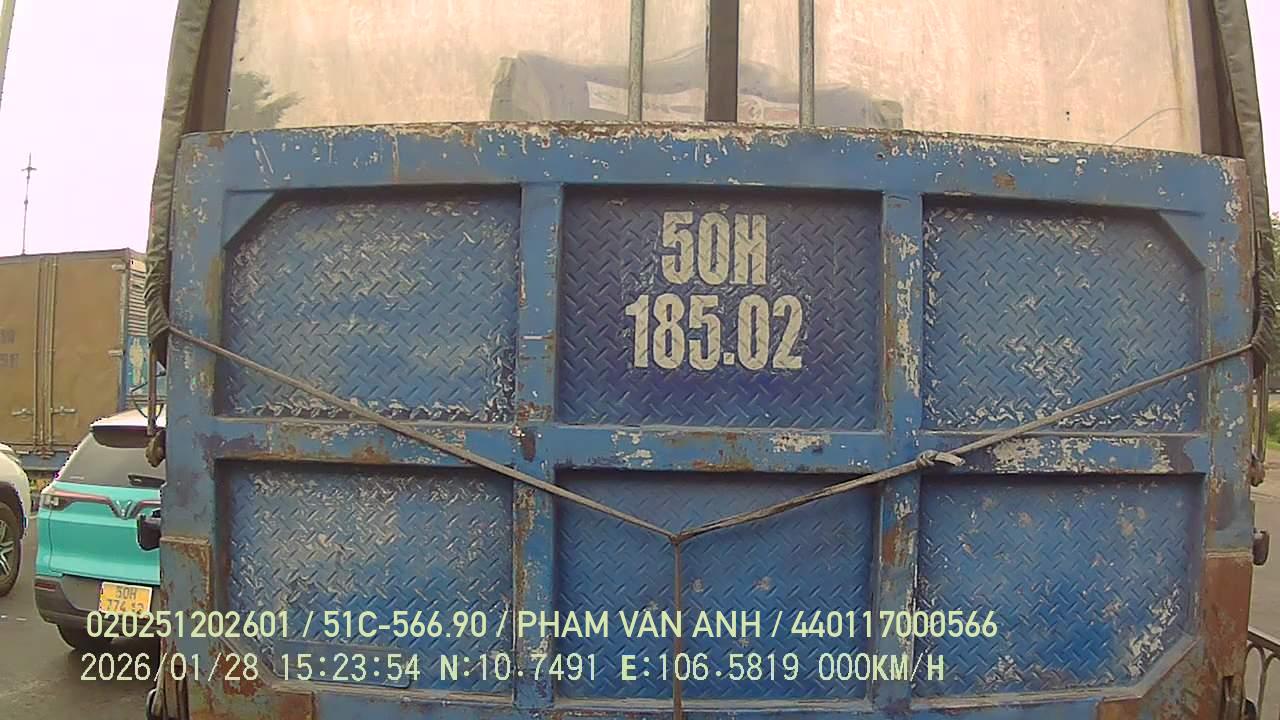 50H
185.02
50H
020251202601 / 51C-566.90 / PHAM VAN ANH / 440117000566
2026/01/28 15:23:54 N:10.7491 E:106.5819 000KM/H